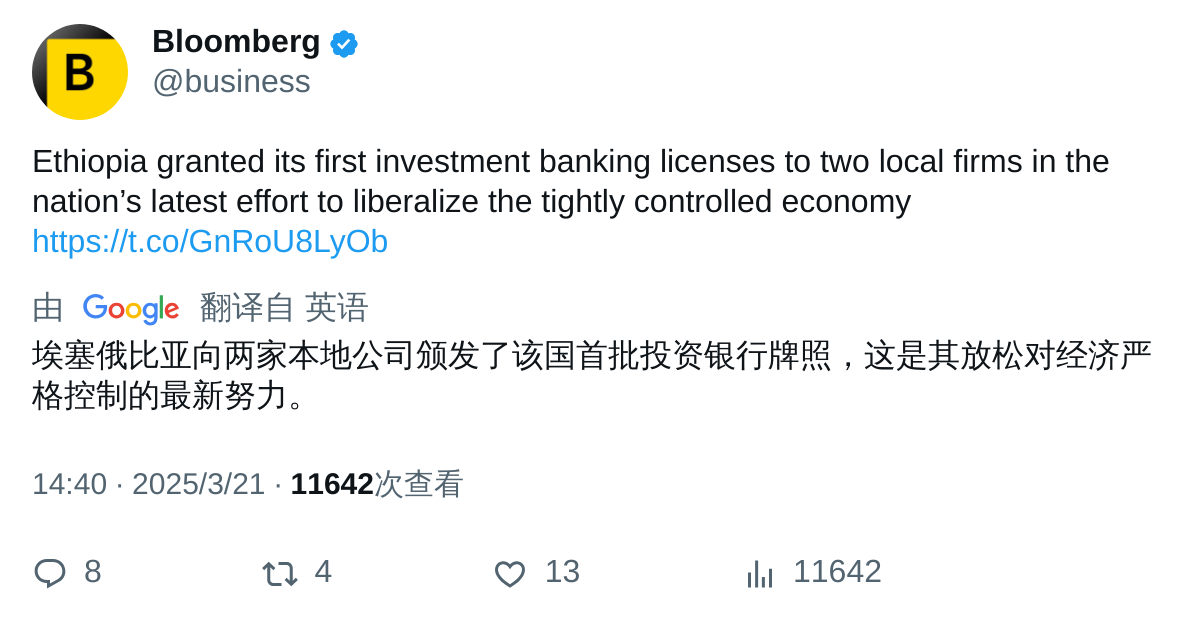 B
Bloomberg
@business
Ethiopia granted its first investment banking licenses to two local firms in the
nation’s latest effort to liberalize the tightly controlled economy
https://t.co/GnRoU8LyOb
由 Google 翻译自 英语
埃塞俄比亚向两家本地公司颁发了该国首批投资银行牌照，这是其放松对经济严
格控制的最新努力。
14:40 · 2025/3/21 · 11642次查看
8 4 13 11642